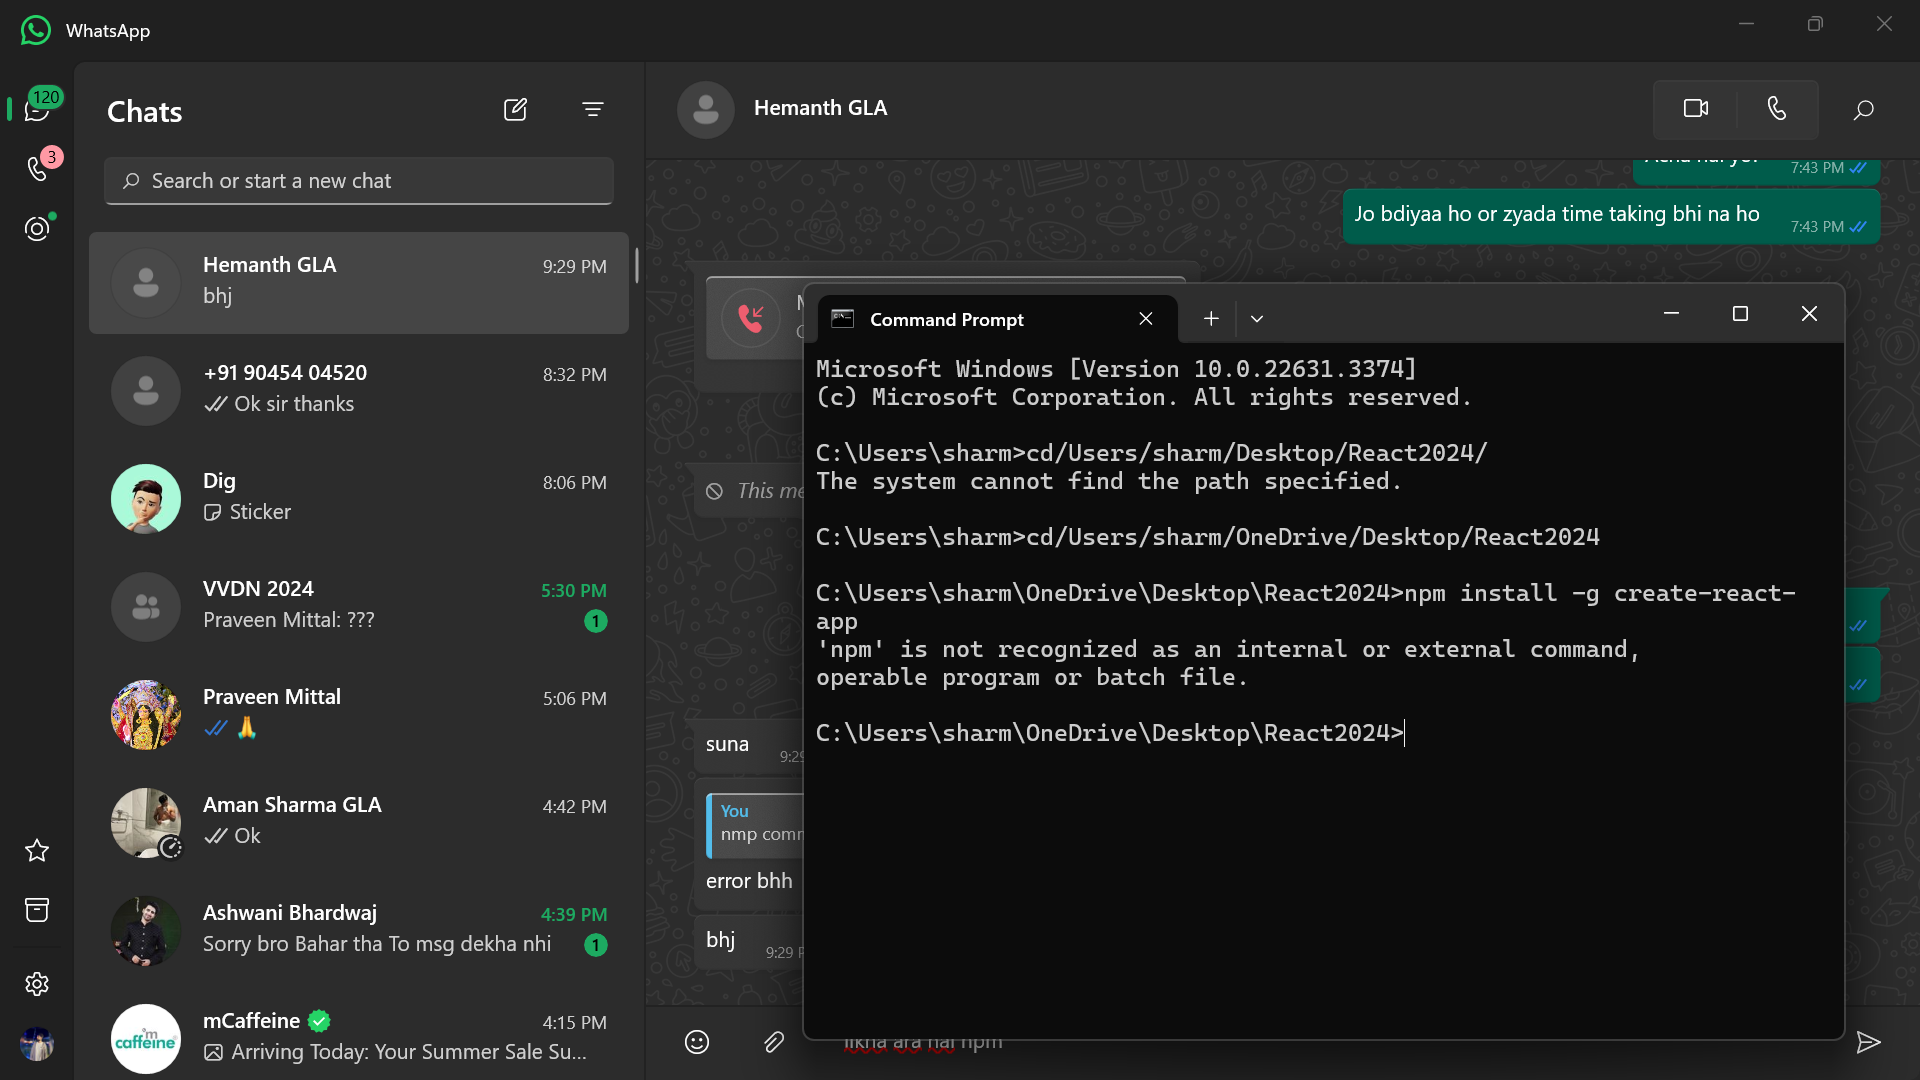 WhatsApp
120
3
Chats
Search or start a new chat
Hemanth GLA
9:29 PM
bhj
+91 90454 04520
8:32 PM
Ok sir thanks
Dig
8:06 PM
Sticker
VVDN 2024
5:30 PM
Praveen Mittal: ???
1
Praveen Mittal
5:06 PM
🙏
Aman Sharma GLA
4:42 PM
Ok
Ashwani Bhardwaj
4:39 PM
Sorry bro Bahar tha To msg dekha nhi
1
mCaffeine
4:15 PM
Arriving Today: Your Summer Sale Su...
'm
caffeine
Hemanth GLA
7:43 PM
Jo bdiyaa ho or zyada time taking bhi na ho
7:43 PM
This me
suna
9:29
You
nmp comm
error bhh
bhj
9:29 P
likha ara hai npm
Command Prompt
Microsoft Windows [Version 10.0.22631.3374]
(c) Microsoft Corporation. All rights reserved.
C:\Users\sharm>cd/Users/sharm/Desktop/React2024/
The system cannot find the path specified.
C:\Users\sharm>cd/Users/sharm/OneDrive/Desktop/React2024
C:\Users\sharm\OneDrive\Desktop\React2024>npm install -g create-react-
app
'npm' is not recognized as an internal or external command,
operable program or batch file.
C:\Users\sharm\OneDrive\Desktop\React2024>